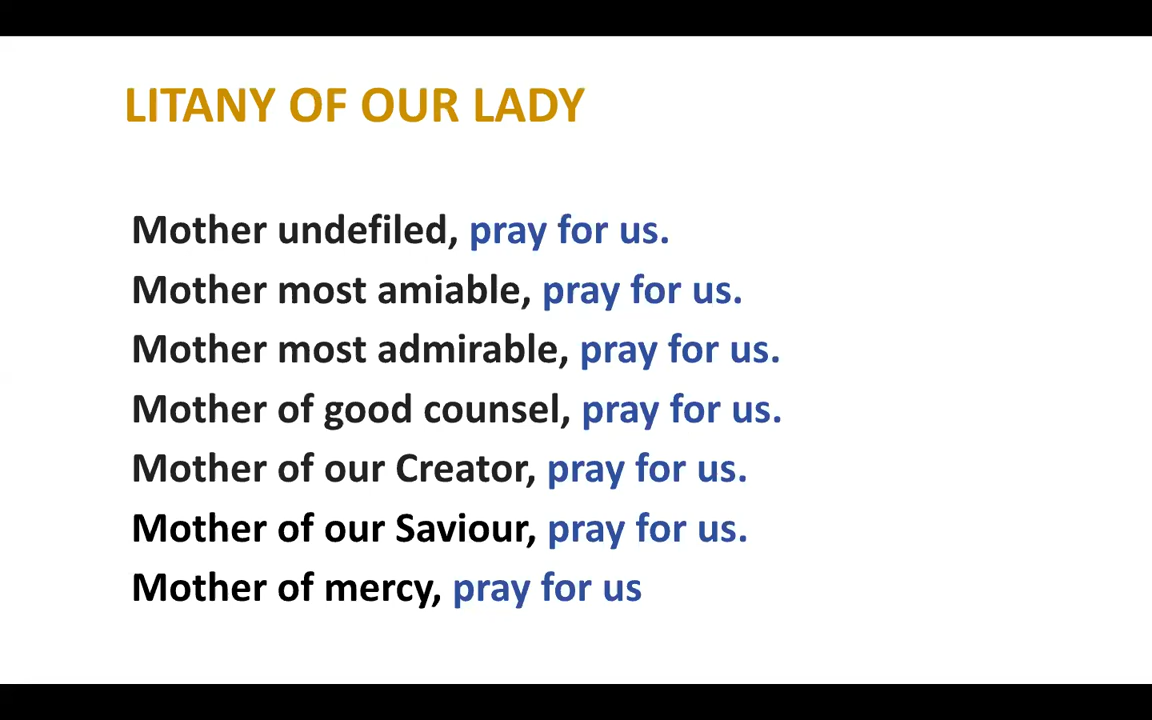 LITANY OF OUR LADY
Mother undefiled, pray for us.
Mother most amiable, pray for us.
Mother most admirable, pray for us.
Mother of good counsel, pray for us.
Mother of our Creator, pray for us.
Mother of our Saviour, pray for us.
Mother of mercy, pray for us